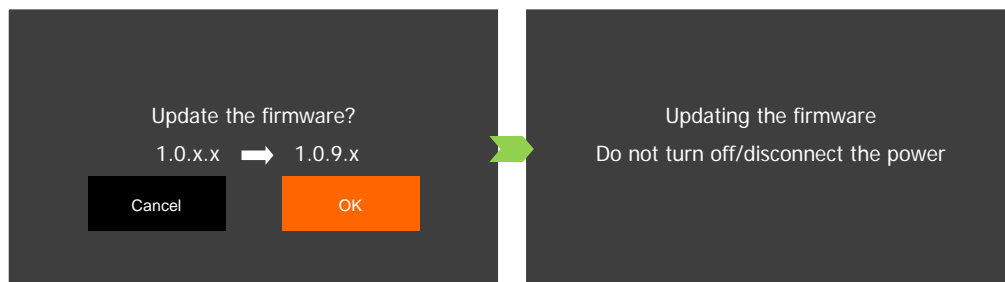 Update the firmware?
1.0.x.x 1.0.9.x
Cancel OK
Updating the firmware
Do not turn off/disconnect the power